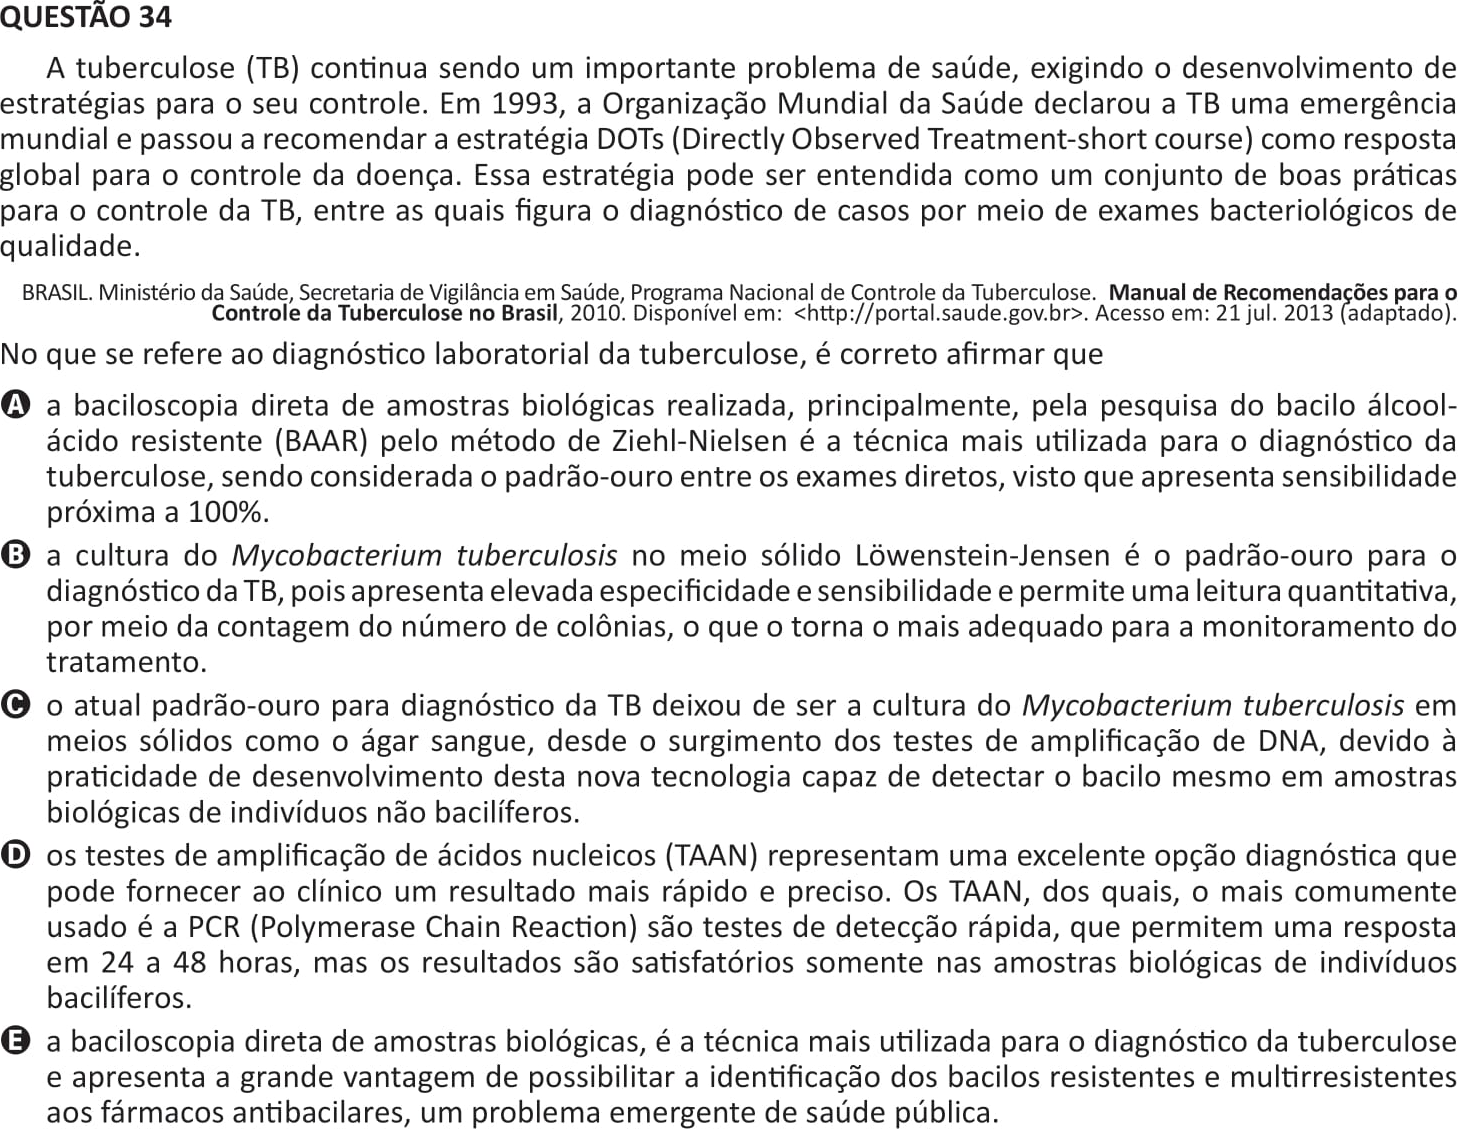 QUESTÃO 34
A tuberculose (TB) continua sendo um importante problema de saúde, exigindo o desenvolvimento de
estratégias para o seu controle. Em 1993, a Organização Mundial da Saúde declarou a TB uma emergência
mundial e passou a recomendar a estratégia DOTs (Directly Observed Treatment-short course) como resposta
global para o controle da doença. Essa estratégia pode ser entendida como um conjunto de boas práticas
para o controle da TB, entre as quais figura o diagnóstico de casos por meio de exames bacteriológicos de
qualidade.
BRASIL. Ministério da Saúde, Secretaria de Vigilância em Saúde, Programa Nacional de Controle da Tuberculose. Manual de Recomendações para o
Controle da Tuberculose no Brasil, 2010. Disponível em: <http://portal.saude.gov.br>. Acesso em: 21 jul. 2013 (adaptado).
No que se refere ao diagnóstico laboratorial da tuberculose, é correto afirmar que
A a baciloscopia direta de amostras biológicas realizada, principalmente, pela pesquisa do bacilo álcool-
ácido resistente (BAAR) pelo método de Ziehl-Nielsen é a técnica mais utilizada para o diagnóstico da
tuberculose, sendo considerada o padrão-ouro entre os exames diretos, visto que apresenta sensibilidade
próxima a 100%.
B a cultura do Mycobacterium tuberculosis no meio sólido Löwenstein-Jensen é o padrão-ouro para o
diagnóstico da TB, pois apresenta elevada especificidade e sensibilidade e permite uma leitura quantitativa,
por meio da contagem do número de colônias, o que o torna o mais adequado para a monitoramento do
tratamento.
C o atual padrão-ouro para diagnóstico da TB deixou de ser a cultura do Mycobacterium tuberculosis em
meios sólidos como o ágar sangue, desde o surgimento dos testes de amplificação de DNA, devido à
praticidade de desenvolvimento desta nova tecnologia capaz de detectar o bacilo mesmo em amostras
biológicas de indivíduos não bacilíferos.
D os testes de amplificação de ácidos nucleicos (TAAN) representam uma excelente opção diagnóstica que
pode fornecer ao clínico um resultado mais rápido e preciso. Os TAAN, dos quais, o mais comumente
usado é a PCR (Polymerase Chain Reaction) são testes de detecção rápida, que permitem uma resposta
em 24 a 48 horas, mas os resultados são satisfatórios somente nas amostras biológicas de indivíduos
bacilíferos.
E a baciloscopia direta de amostras biológicas, é a técnica mais utilizada para o diagnóstico da tuberculose
e apresenta a grande vantagem de possibilitar a identificação dos bacilos resistentes e multirresistentes
aos fármacos antibacilares, um problema emergente de saúde pública.